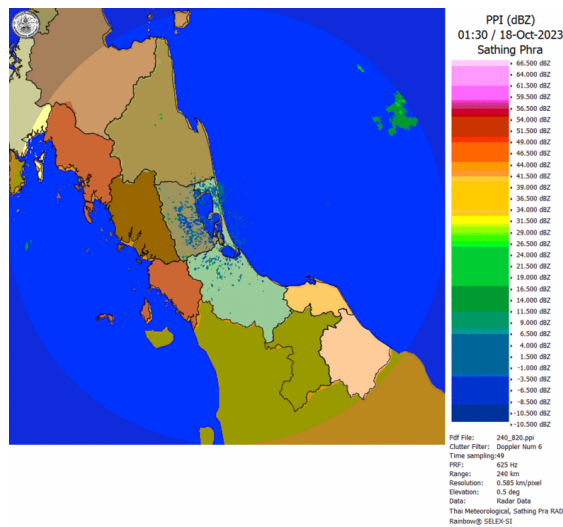 PPI (dBZ)
01:30 / 18-Oct-2023
Sathing Phra
66.500 dBZ
64.000 dBZ
61.500 dBZ
59.500 dBZ
56.500 dBZ
54.000 dBZ
51.500 dBZ
49.000 dBZ
46.500 dBZ
44.000 dBZ
41.500 dBZ
39.000 dBZ
36.500 dBZ
34.000 dBZ
31.500 dBZ
29.000 dBZ
26.500 dBZ
24.000 dBZ
21.500 dBZ
19.000 dBZ
16.500 dBZ
14.000 dBZ
11.500 dBZ
9.000 dBZ
6.500 dBZ
4.000 dBZ
1.500 dBZ
-1.000 dBZ
-3.500 dBZ
-6.500 dBZ
-8.500 dBZ
-10.500 dBZ
-10.500 dBZ
Pdf File: 240_820.ppi
Clutter Filter: Doppler Num 6
Time sampling:49
PRF: 625 Hz
Range: 240 km
Resolution: 0.585 km/pixel
Elevation: 0.5 deg
Data: Radar Data
Thai Meteorological, Sathing Pra RAD
Rainbow® SELEX-SI